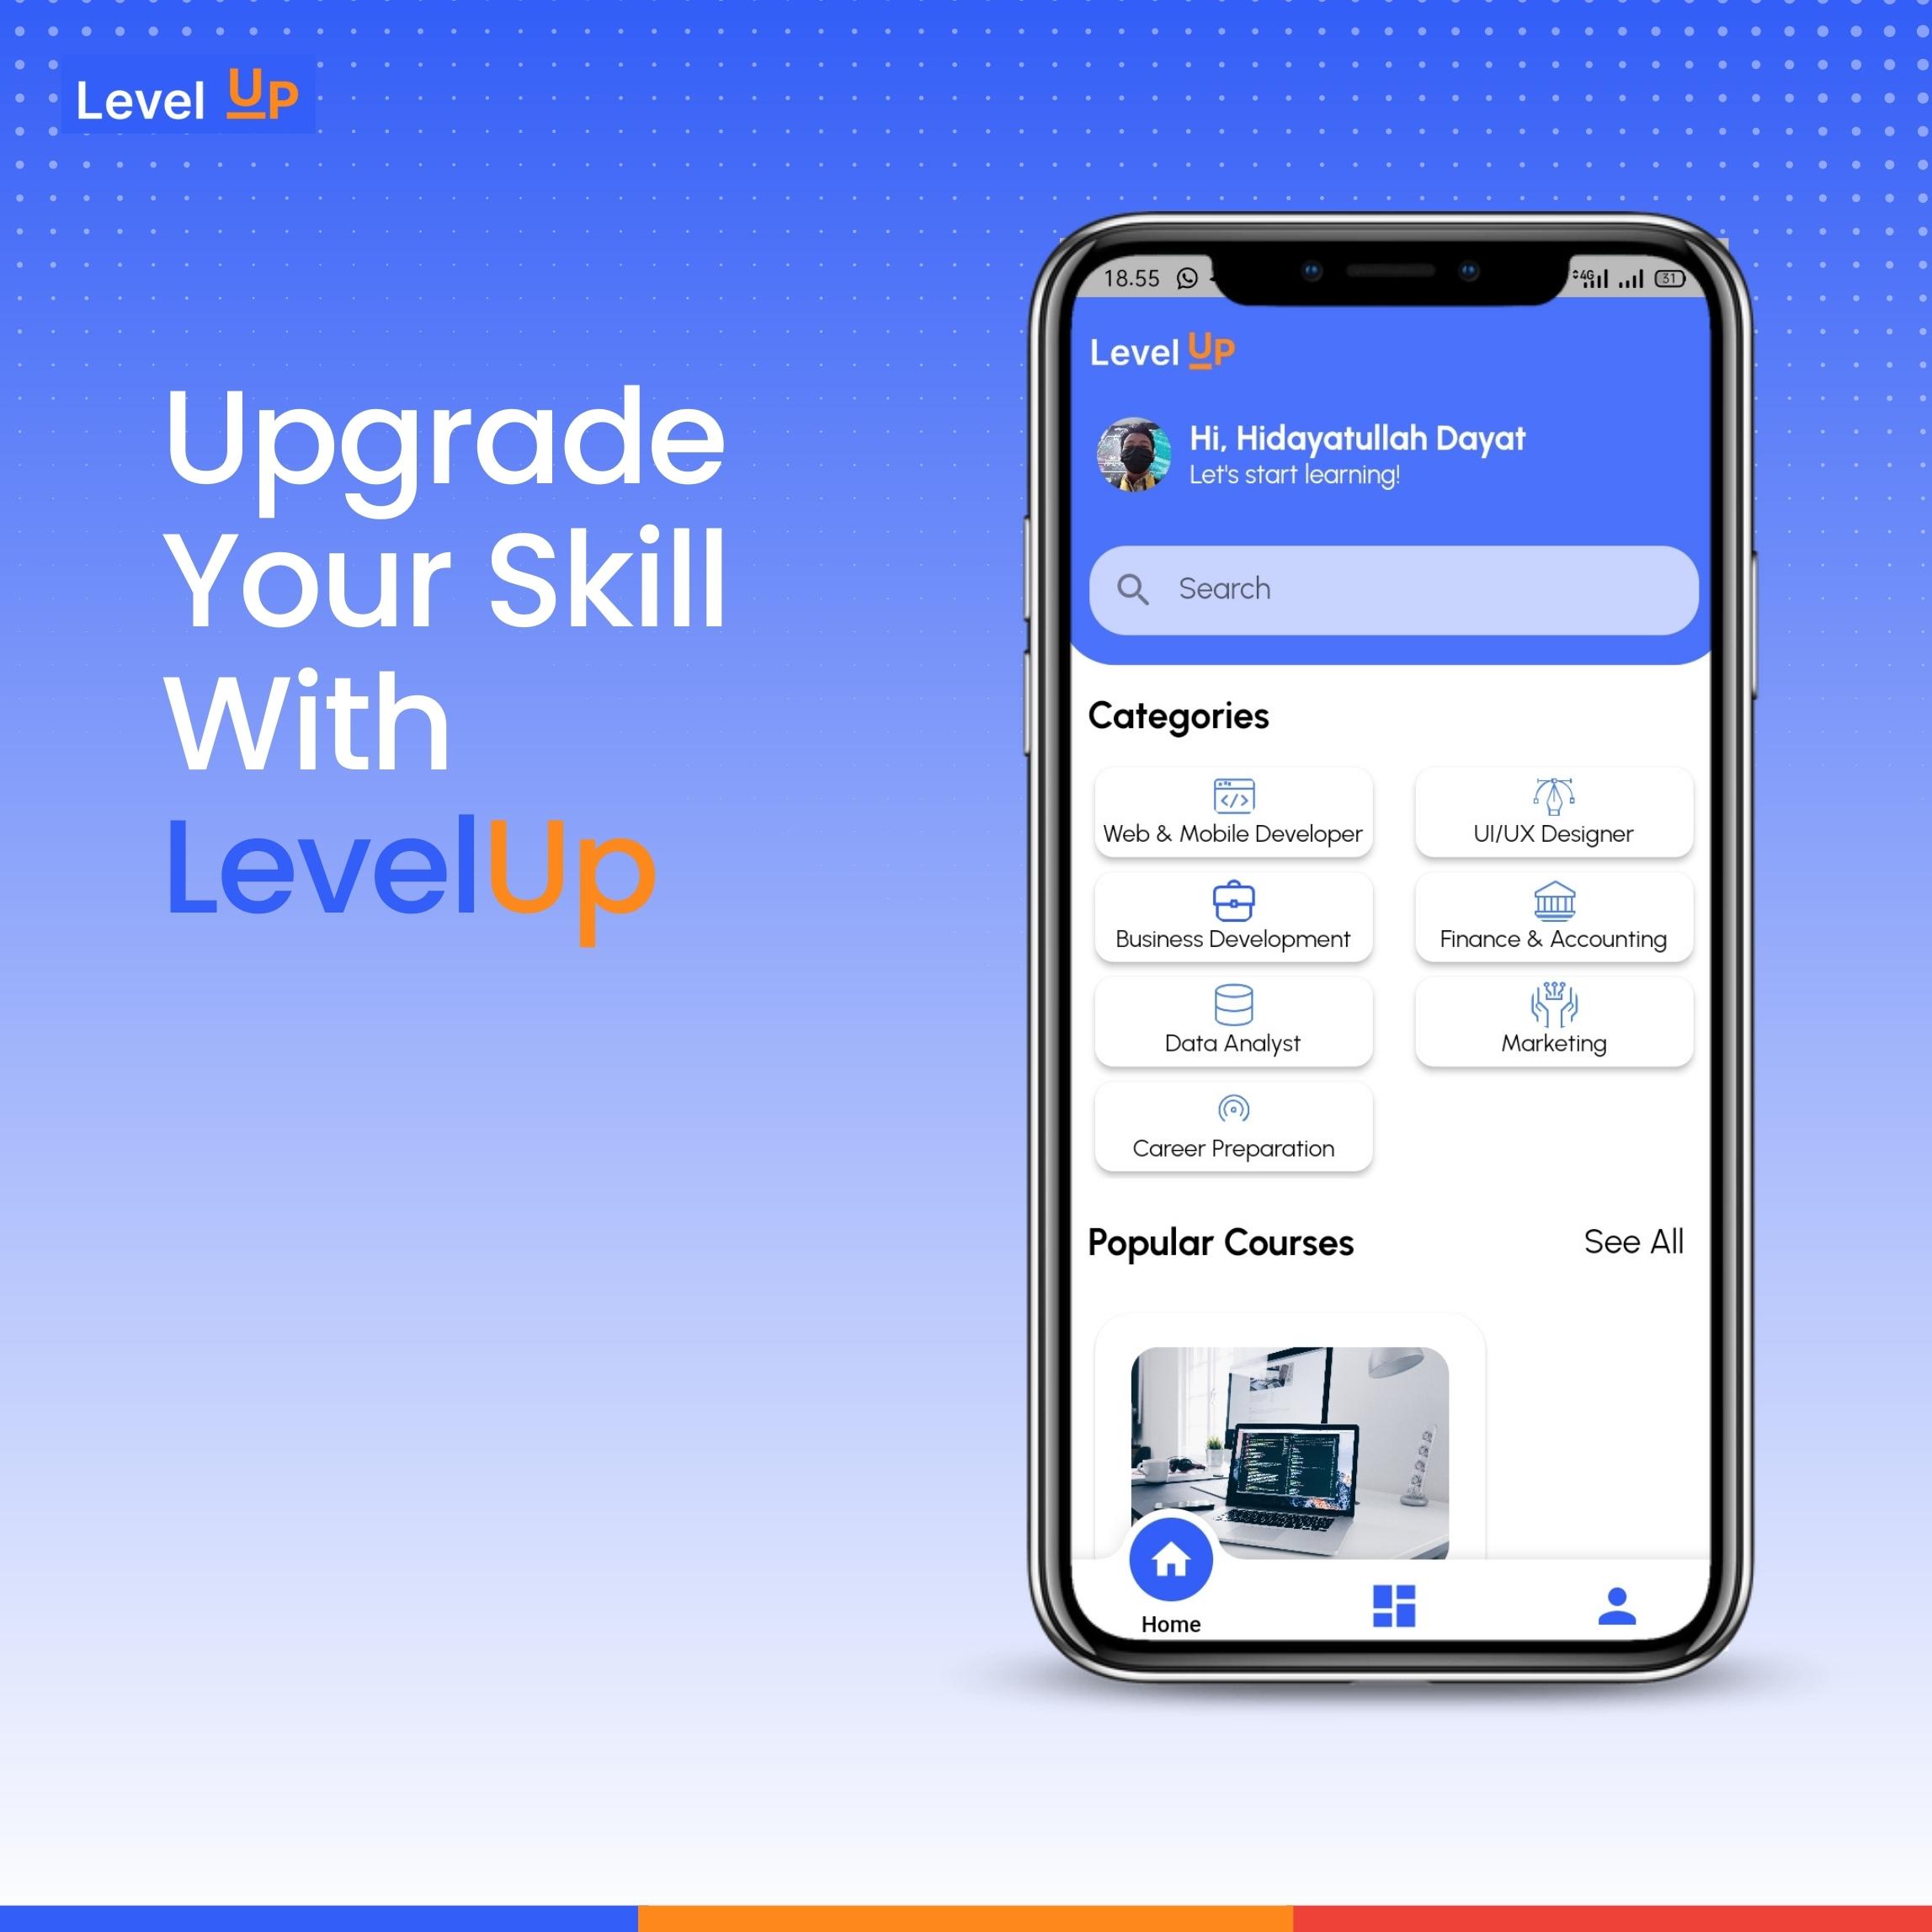 Level UP
Upgrade
Your Skill
With
LevelUp
18.55
4G
31
Level UP
Hi, Hidayatullah Dayat
Let's start learning!
Search
Categories
Web & Mobile Developer
UI/UX Designer
Business Development
Finance & Accounting
Data Analyst
Marketing
Career Preparation
Popular Courses
See All
Home